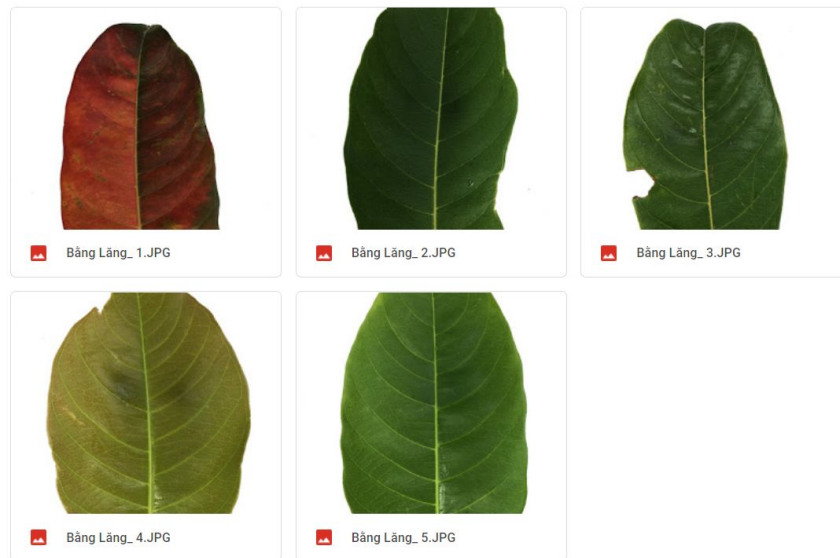 Bằng Lăng_ 1.JPG
Bằng Lăng_ 2.JPG
Bằng Lăng_ 3.JPG
Bằng Lăng_ 4.JPG
Bằng Lăng_ 5.JPG